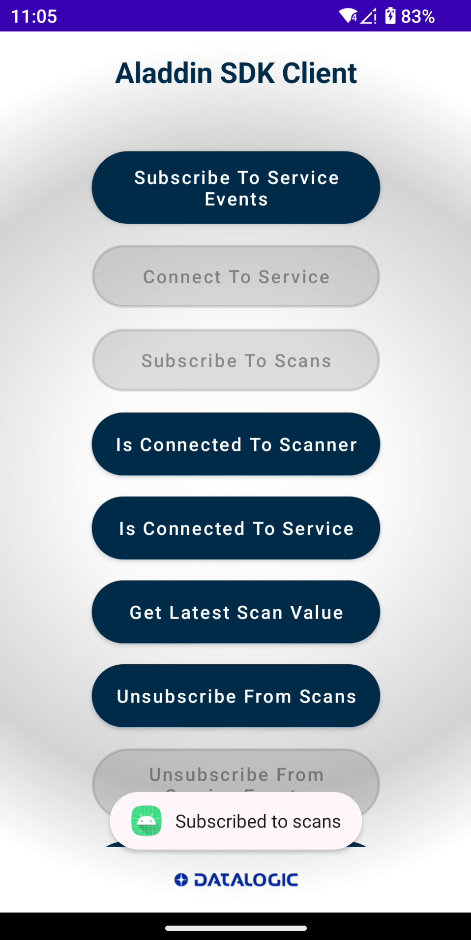 11:05
4
83%
Aladdin SDK Client
Subscribe To Service
Events
Connect To Service
Subscribe To Scans
Is Connected To Scanner
Is Connected To Service
Get Latest Scan Value
Unsubscribe From Scans
Unsubscribe From
Subscribed to scans
DATALOGIC